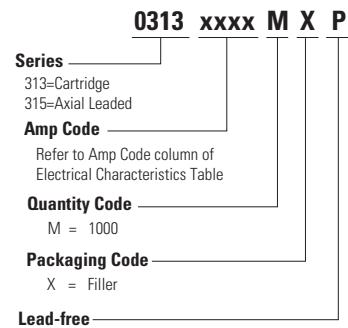 0313 xxxx M X P
Series
313=Cartridge
315=Axial Leaded
Amp Code
Refer to Amp Code column of
Electrical Characteristics Table
Quantity Code
M = 1000
Packaging Code
X = Filler
Lead-free